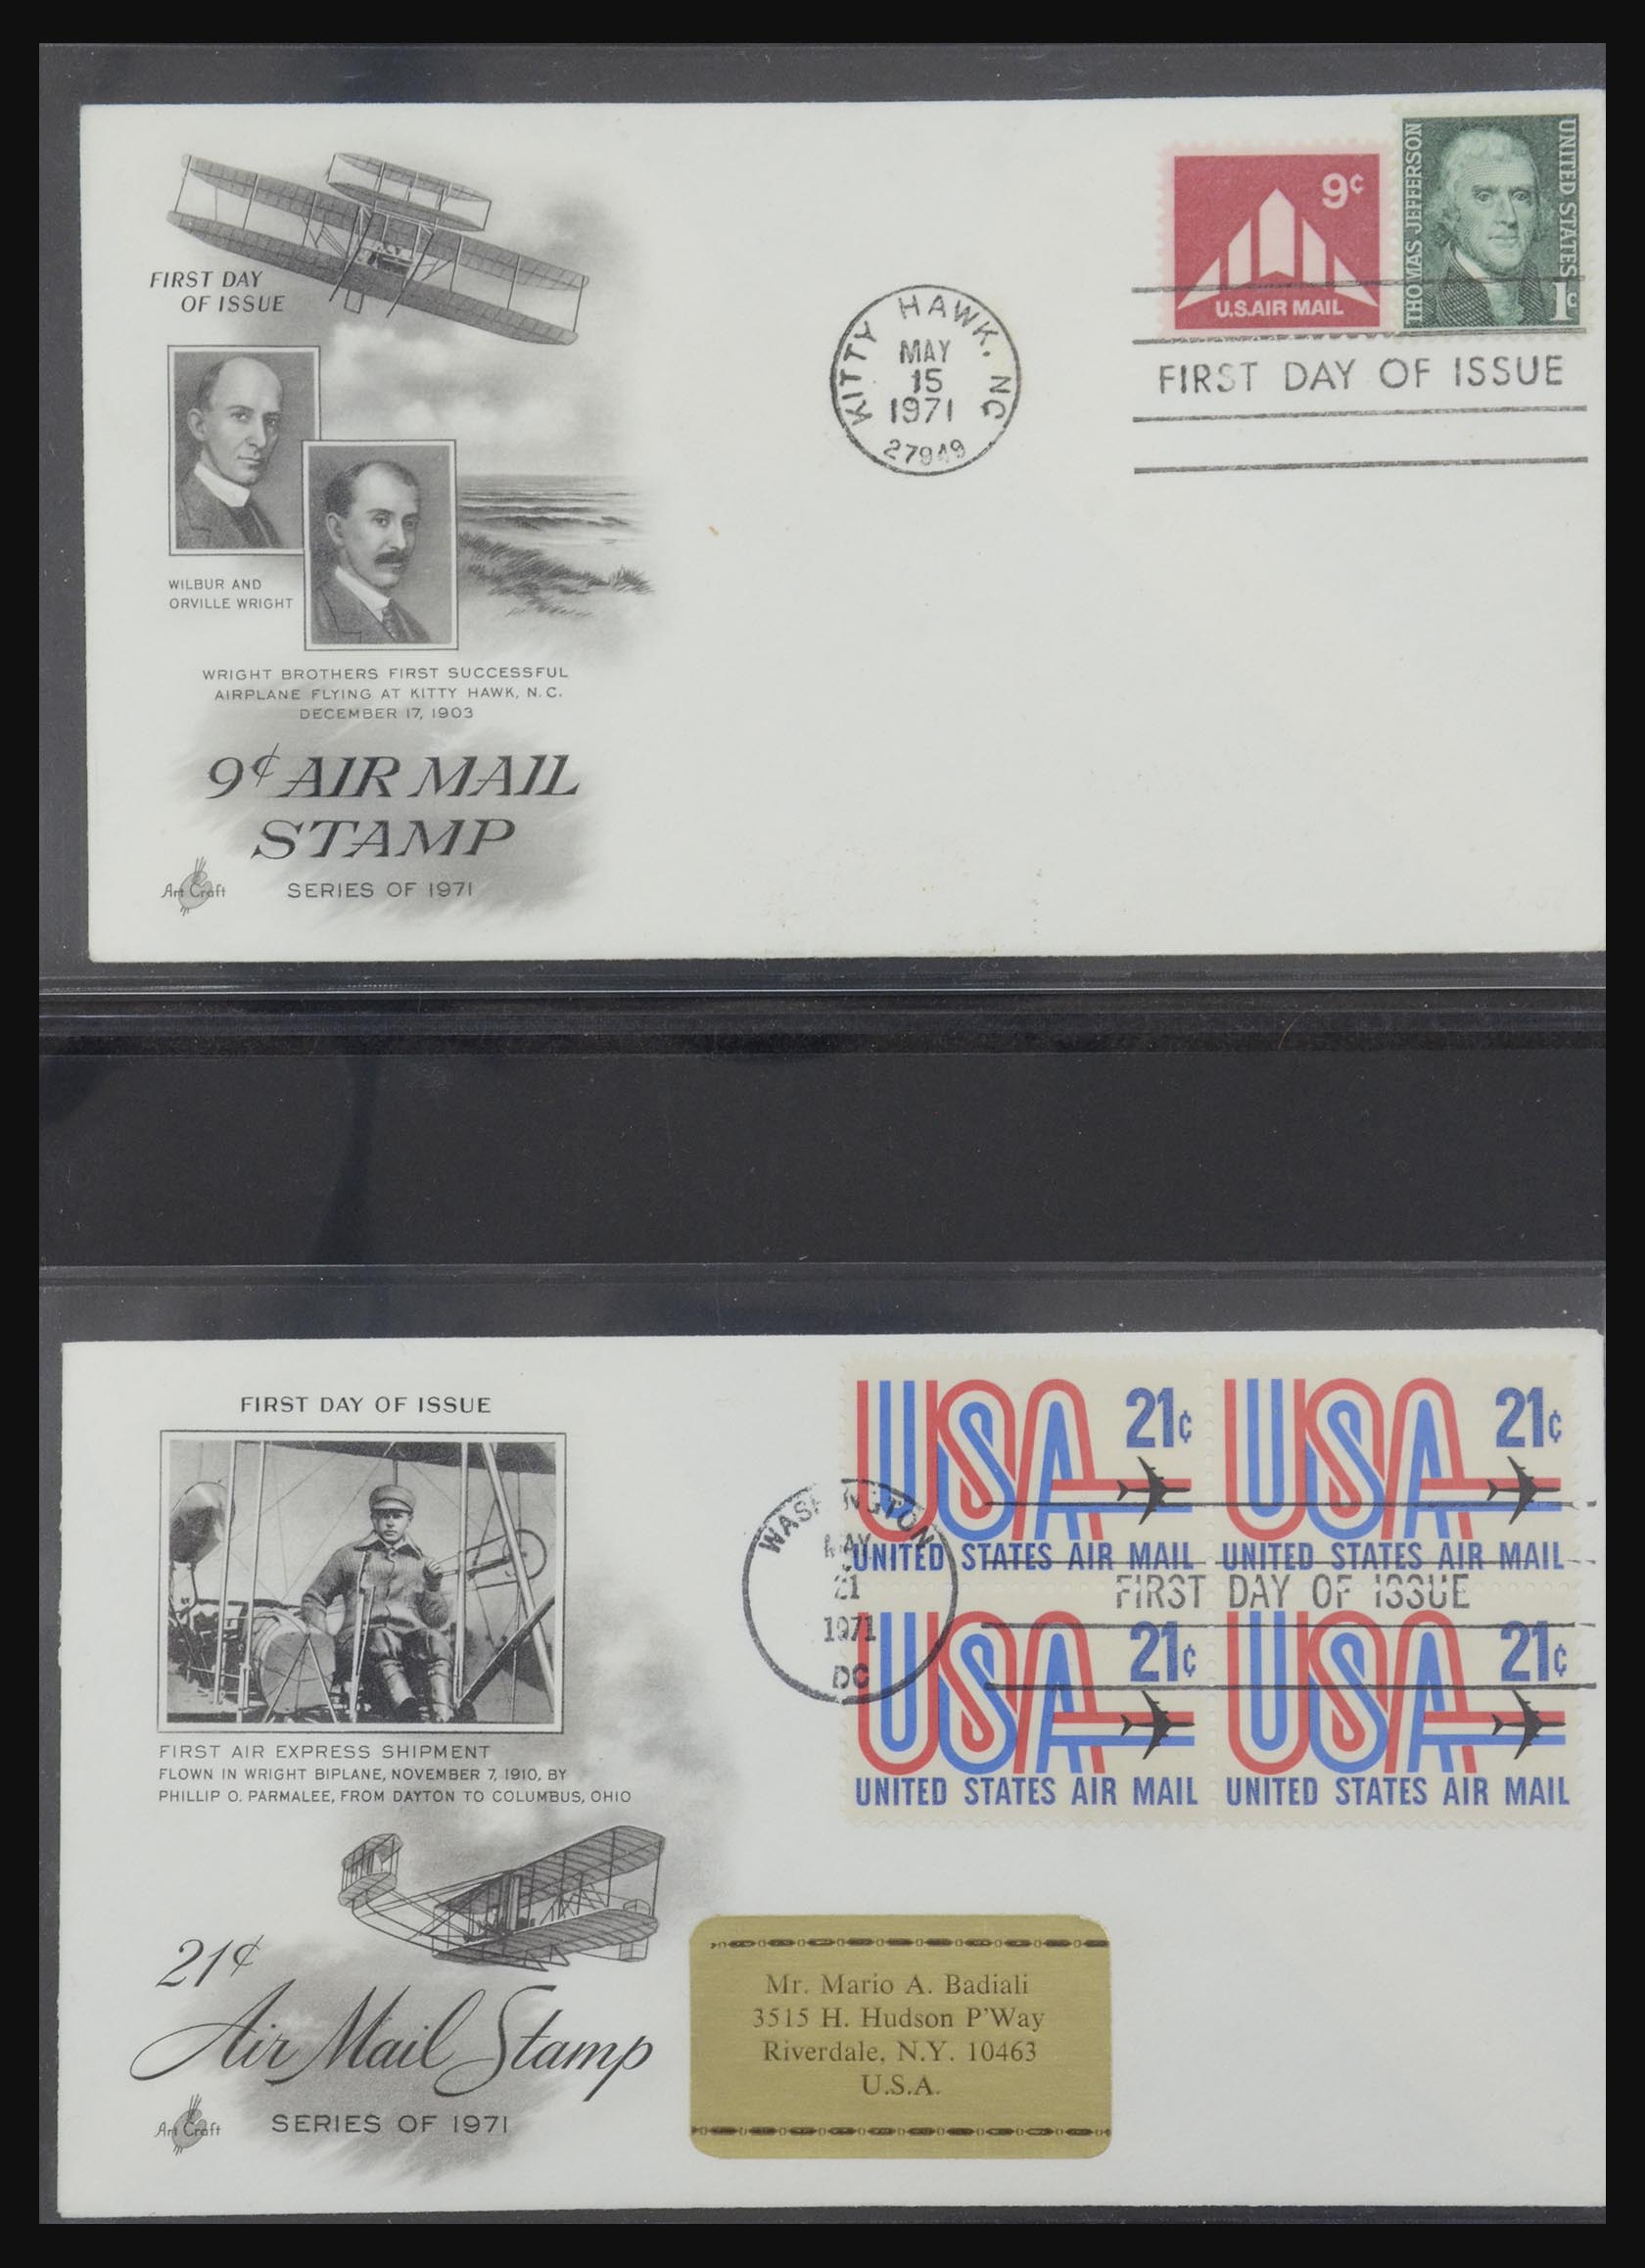 FIRST DAY
OF ISSUE
WILBUR AND
ORVILLE WRIGHT
WRIGHT BROTHERS FIRST SUCCESSFUL
AIRPLANE FLYING AT KITTY HAWK, N.C.
DECEMBER 17, 1903
9¢ AIR MAIL
STAMP
Art Craft
SERIES OF 1971
KITTY HAWK, NC
MAY
15
1971
27949
9¢
U.S. AIR MAIL
THOMAS JEFFERSON
UNITED STATES
1¢
FIRST DAY OF ISSUE
FIRST DAY OF ISSUE
FIRST AIR EXPRESS SHIPMENT
FLOWN IN WRIGHT BIPLANE, NOVEMBER 7, 1910, BY
PHILLIP O. PARMALEE, FROM DAYTON TO COLUMBUS, OHIO
21¢
Air Mail Stamp
Art Craft
SERIES OF 1971
WASHINGTON
MAY
21
1971
DC
USA 21¢
UNITED STATES AIR MAIL
USA 21¢
UNITED STATES AIR MAIL
FIRST DAY OF ISSUE
USA 21¢
UNITED STATES AIR MAIL
USA 21¢
UNITED STATES AIR MAIL
Mr. Mario A. Badiali
3515 H. Hudson P'Way
Riverdale, N.Y. 10463
U.S.A.